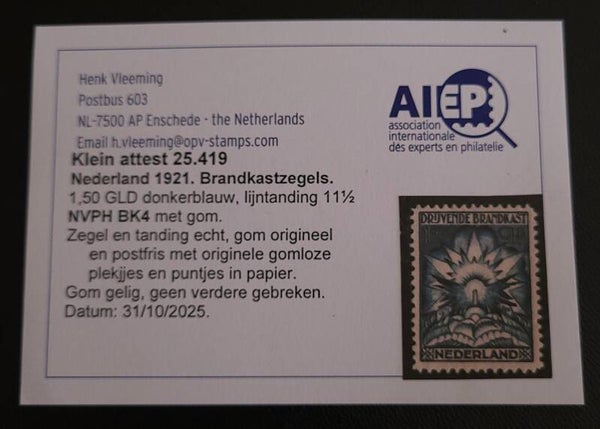 Henk Vleeming
Postbus 603
NL-7500 AP Enschede - the Netherlands
Email h.vleeming@opv-stamps.com
AIEP
association
internationale
dés experts en philatelie
Klein attest 25.419
Nederland 1921. Brandkastzegels.
1,50 GLD donkerblauw, lijntanding 11½
NVPH BK4 met gom.
Zegel en tanding echt, gom origineel
en postfris met originele gomloze
plekjjes en puntjes in papier.
Gom gelig, geen verdere gebreken.
Datum: 31/10/2025.
DRIJVENDE BRANDKAST
NEDERLAND